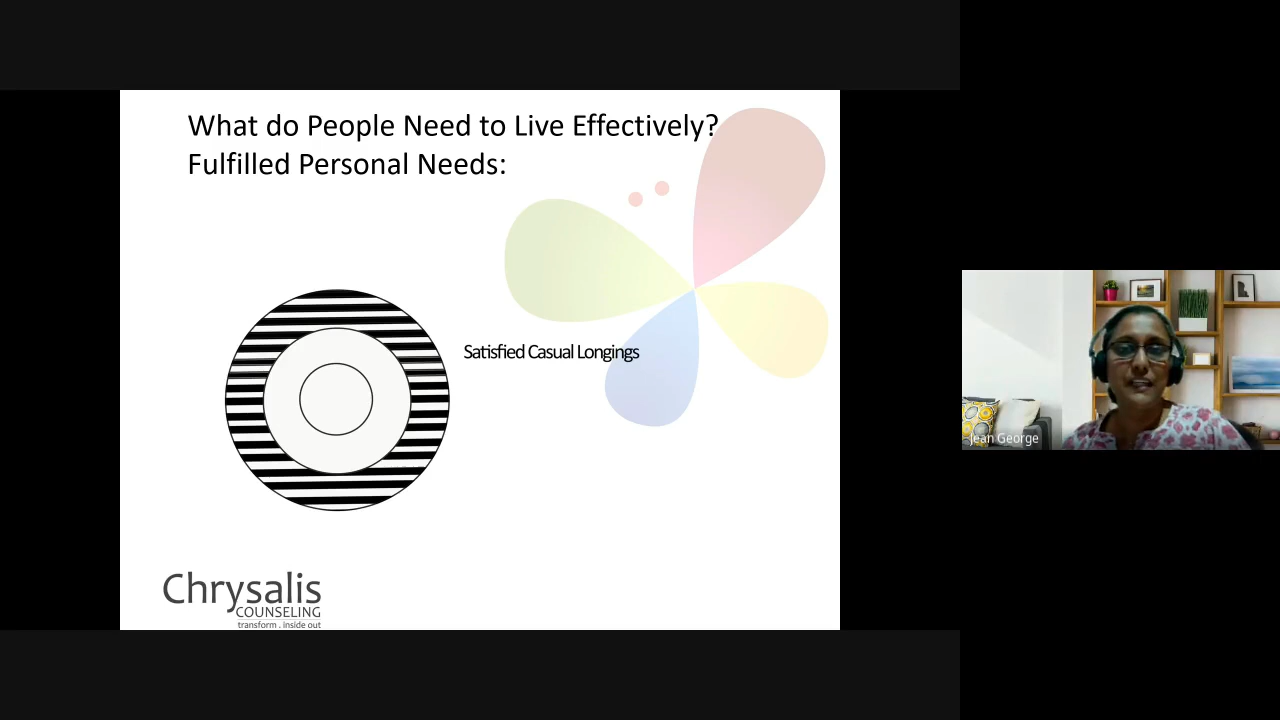 What do People Need to Live Effectively?
Fulfilled Personal Needs:
Satisfied Casual Longings
Jean George
Chrysalis
COUNSELING
transform . inside out